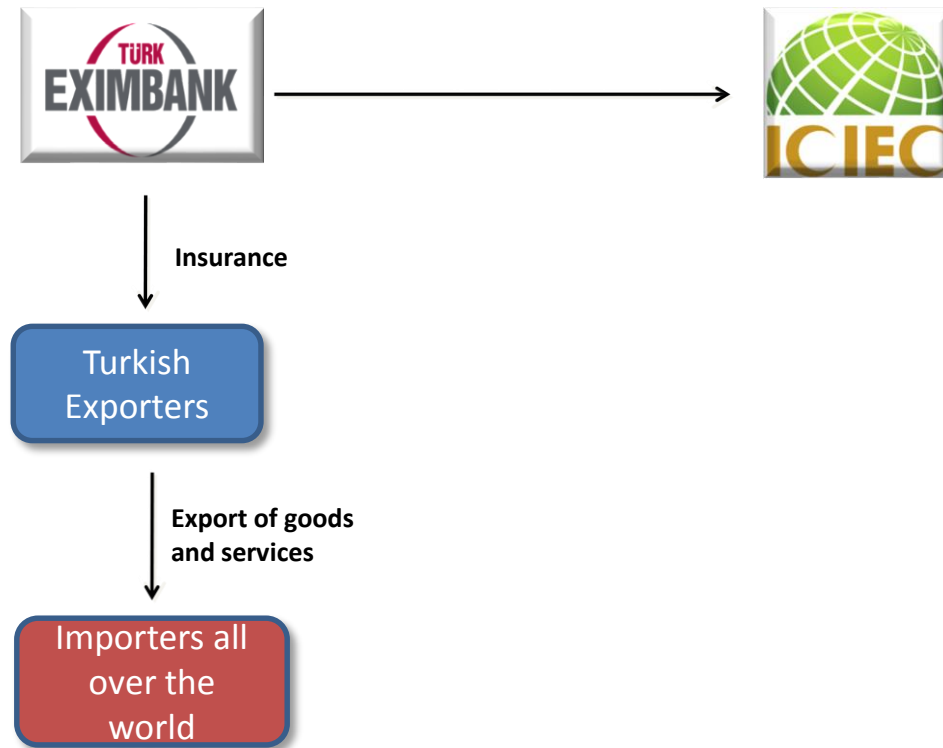 TÜRK
EXIMBANK
ICIEC
Insurance
Turkish
Exporters
Export of goods
and services
Importers all
over the
world